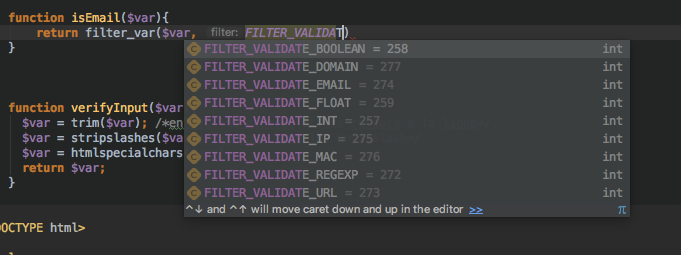 function isEmail($var){
return filter_var($var, filter: FILTER_VALIDAT)
}
FILTER_VALIDATE_BOOLEAN = 258 int
FILTER_VALIDATE_DOMAIN = 277 int
FILTER_VALIDATE_EMAIL = 274 int
FILTER_VALIDATE_FLOAT = 259 int
FILTER_VALIDATE_INT = 257 int
FILTER_VALIDATE_IP = 275 int
FILTER_VALIDATE_MAC = 276 int
FILTER_VALIDATE_REGEXP = 272 int
FILTER_VALIDATE_URL = 273 int
^↓ and ^↑ will move caret down and up in the editor >> π
function verifyInput($var
$var = trim($var); /*en
$var = stripslashes($va
$var = htmlspecialchars
return $var;
}
OCTYPE html>